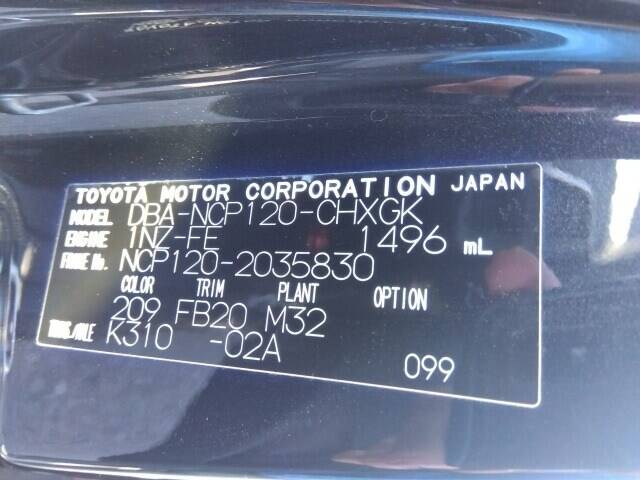 TOYOTA MOTOR CORPORATION JAPAN
MODEL DBA-NCP120-CHXGK
ENGINE 1NZ-FE 1496 mL
FRAME No. NCP120-2035830
COLOR TRIM PLANT OPTION
209 FB20 M32
TRANS/AXLE K310 -02A
099